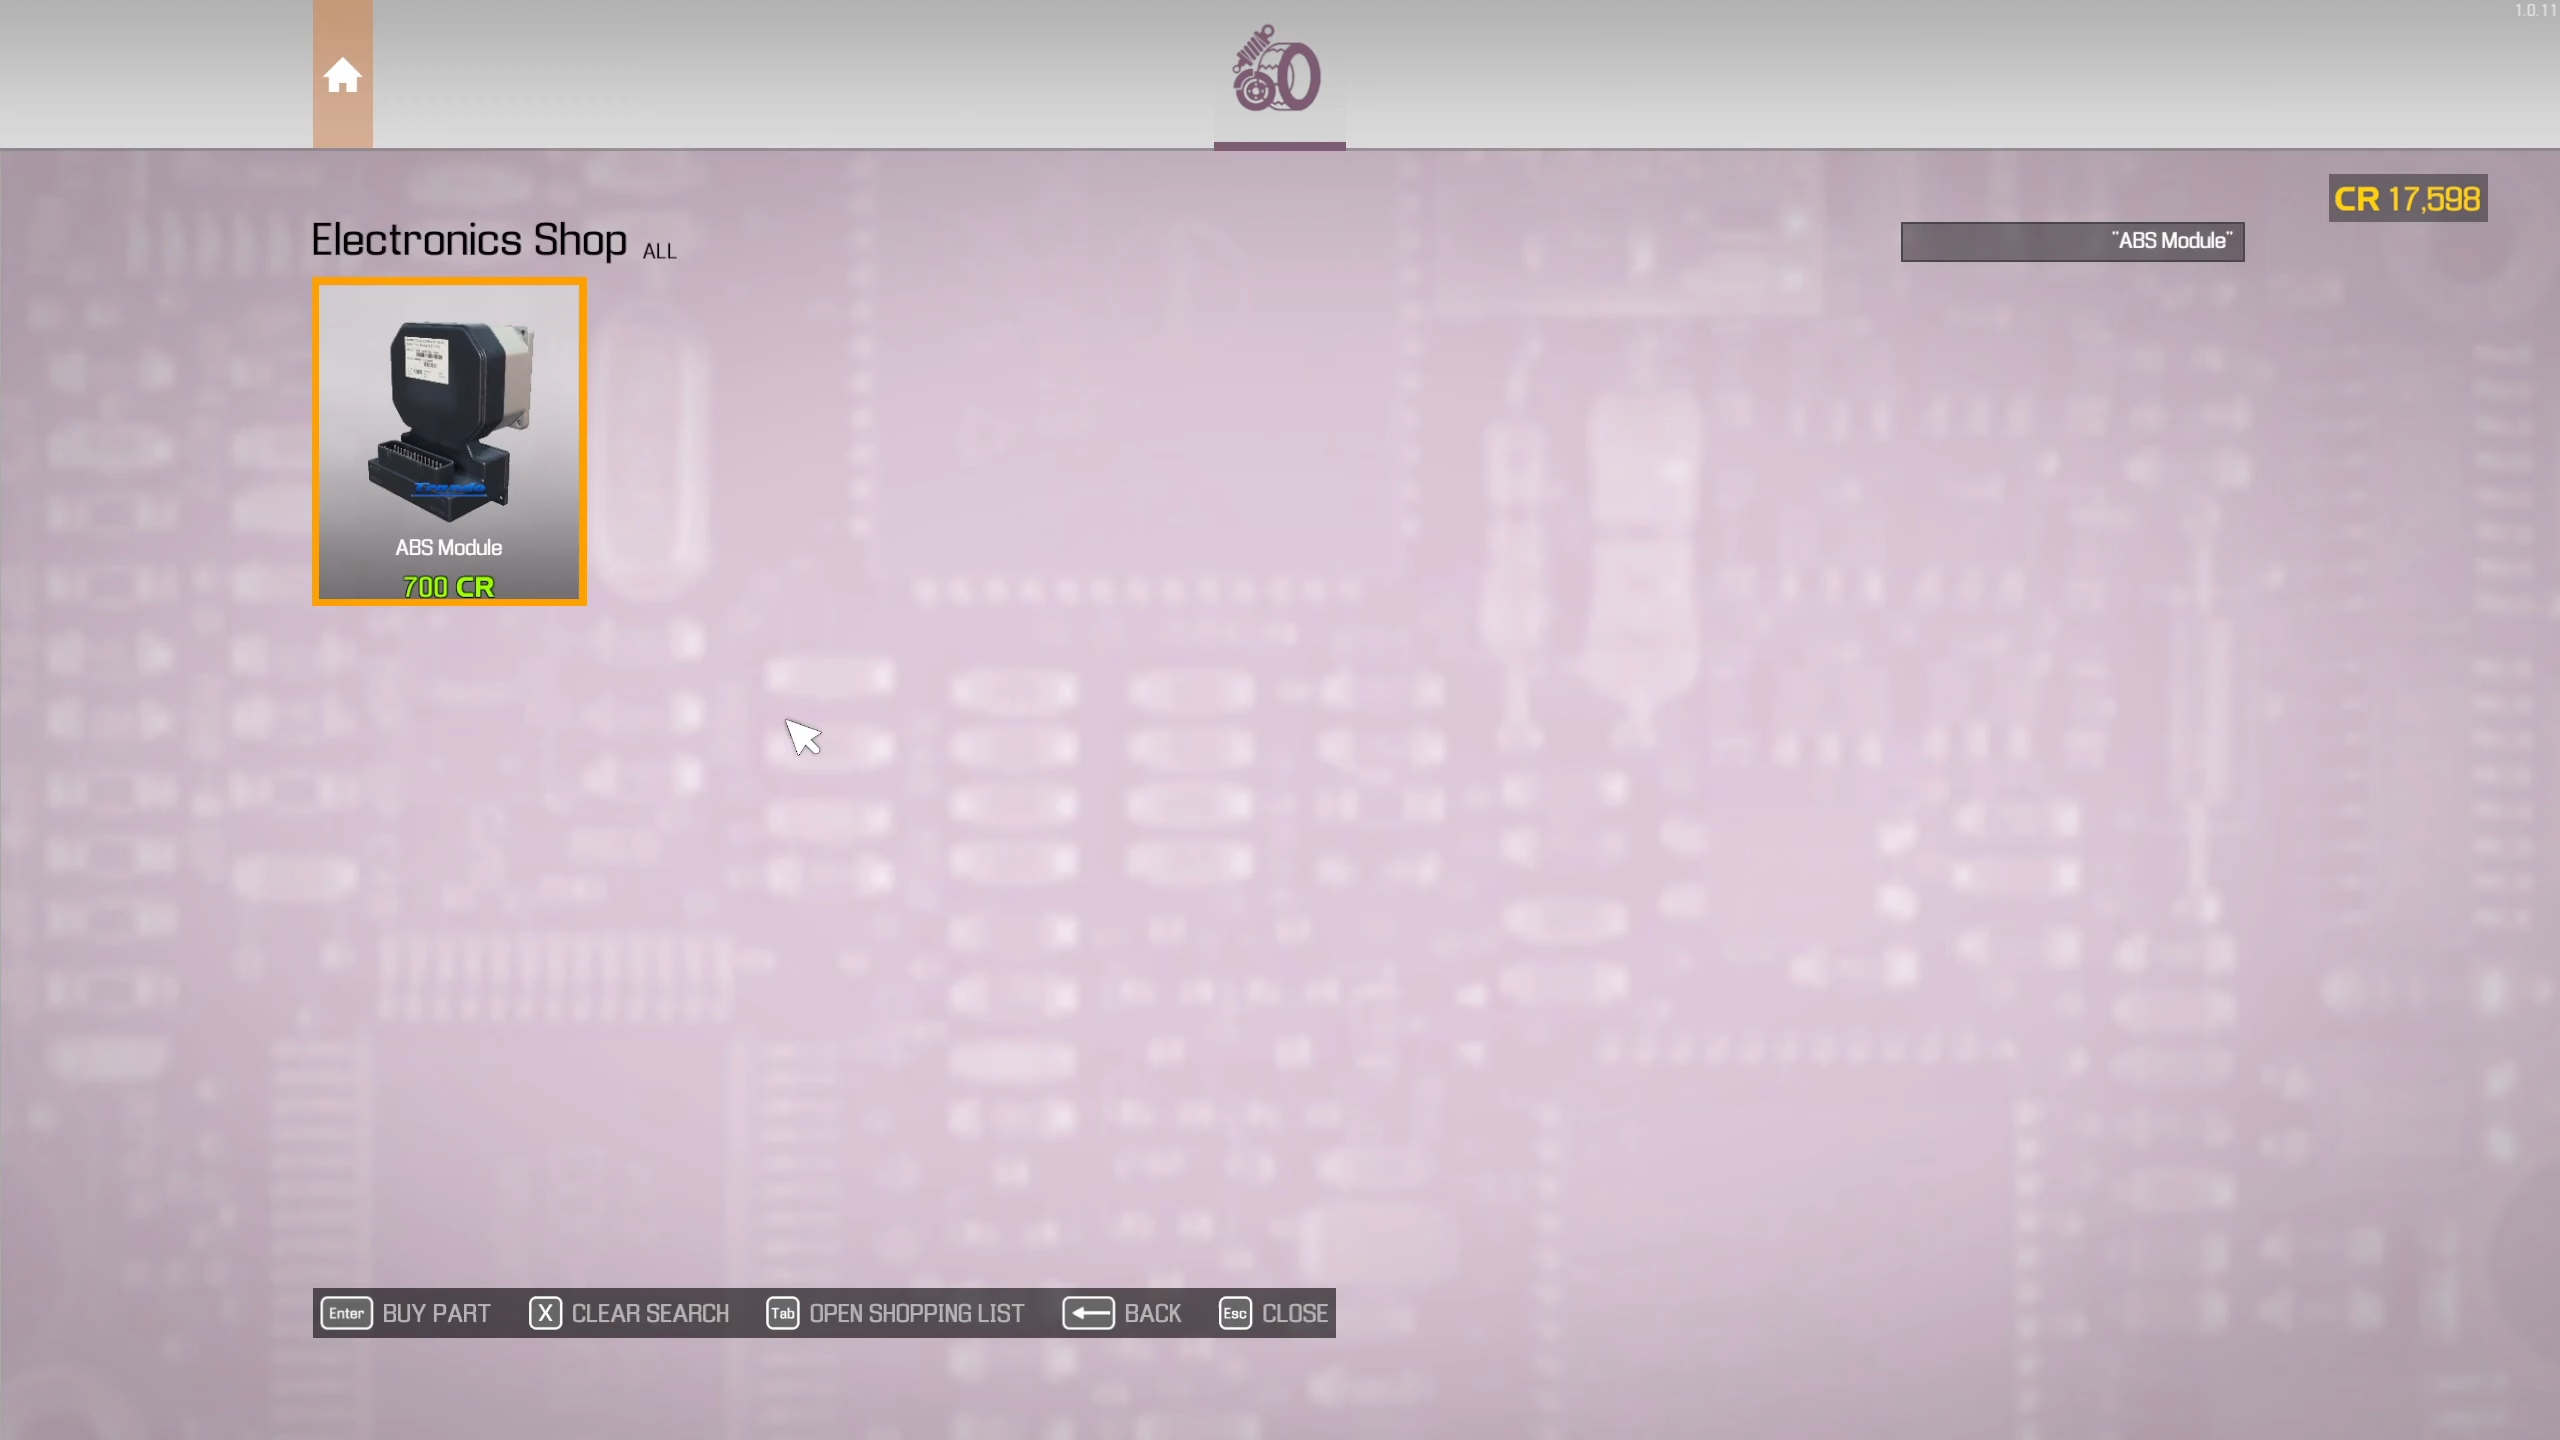 1.0.11
CR 17,598
Electronics Shop ALL
"ABS Module"
ABS Module
700 CR
Enter BUY PART X CLEAR SEARCH Tab OPEN SHOPPING LIST BACK Esc CLOSE